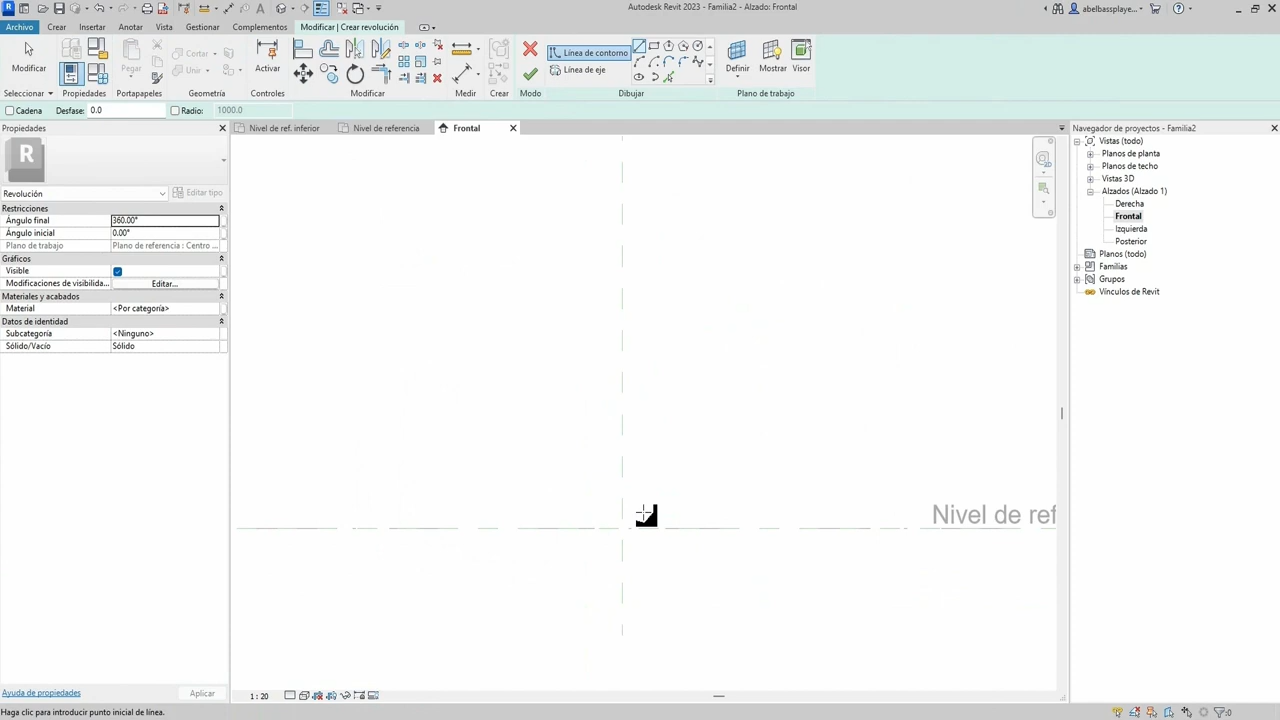 Autodesk Revit 2023 - Familia2 - Alzado: Frontal
abelbassplaye...
Archivo
Crear
Insertar
Anotar
Vista
Gestionar
Complementos
Modificar | Crear revolución
Modificar
Pegar
Cortar
Unir
Activar
Crear
Línea de contorno
Línea de eje
Definir
Mostrar
Visor
Seleccionar
Propiedades
Portapapeles
Geometría
Controles
Modificar
Medir
Crear
Modo
Dibujar
Plano de trabajo
Cadena
Desfase: 0.0
Radio: 1000.0
Propiedades
Nivel de ref. inferior
Nivel de referencia
Frontal
Navegador de proyectos - Familia2
R
Revolución
Editar tipo
Restricciones
Ángulo final 360.00°
Ángulo inicial 0.00°
Plano de trabajo Plano de referencia : Centro ...
Gráficos
Visible
Modificaciones de visibilida... Editar...
Materiales y acabados
Material <Por categoría>
Datos de identidad
Subcategoría <Ninguno>
Sólido/Vacío Sólido
Vistas (todo)
Planos de planta
Planos de techo
Vistas 3D
Alzados (Alzado 1)
Derecha
Frontal
Izquierda
Posterior
Planos (todo)
Familias
Grupos
Vínculos de Revit
2D
Nivel de ref
Ayuda de propiedades
Aplicar
1 : 20
Haga clic para introducir punto inicial de línea.
:0